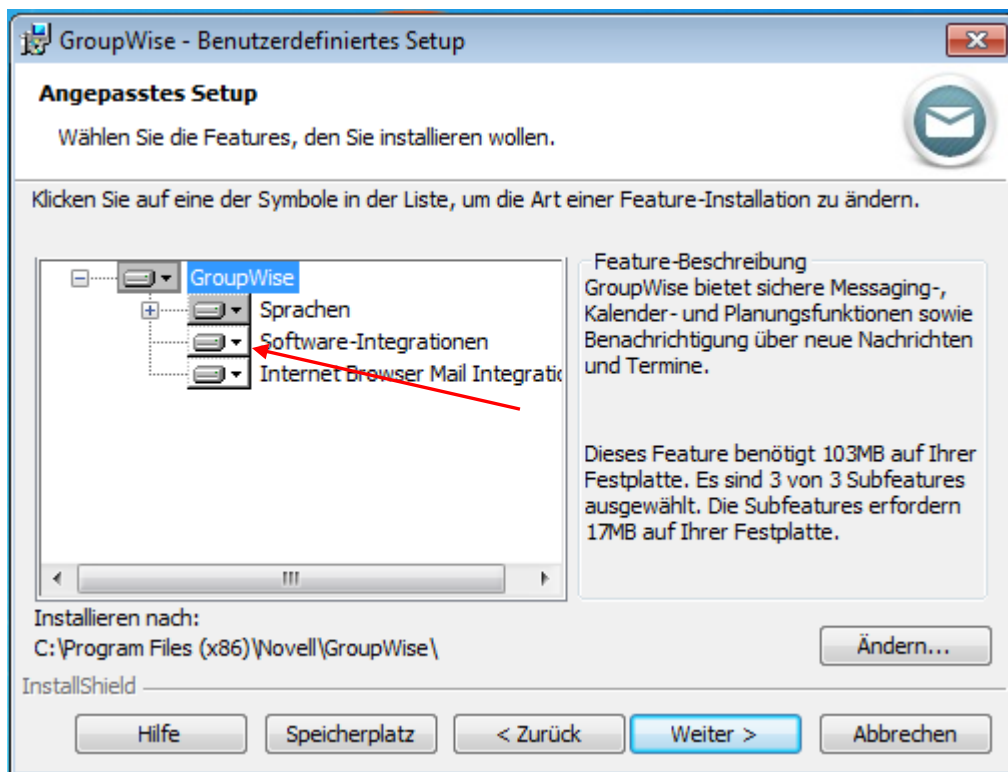 GroupWise - Benutzerdefiniertes Setup
Angepasstes Setup
Wählen Sie die Features, den Sie installieren wollen.
Klicken Sie auf eine der Symbole in der Liste, um die Art einer Feature-Installation zu ändern.
GroupWise
Sprachen
Software-Integrationen
Internet Browser Mail Integratio
Feature-Beschreibung
GroupWise bietet sichere Messaging-,
Kalender- und Planungsfunktionen sowie
Benachrichtigung über neue Nachrichten
und Termine.
Dieses Feature benötigt 103MB auf Ihrer
Festplatte. Es sind 3 von 3 Subfeatures
ausgewählt. Die Subfeatures erfordern
17MB auf Ihrer Festplatte.
Installieren nach:
C:\Program Files (x86)\Novell\GroupWise\
Ändern...
InstallShield
Hilfe
Speicherplatz
< Zurück
Weiter >
Abbrechen